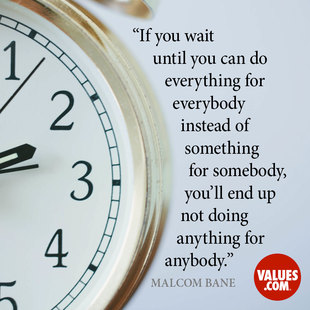 “If you wait
until you can do
everything for
everybody
instead of
something
for somebody,
you’ll end up
not doing
anything for
anybody.”
MALCOM BANE
VALUES
.COM
1
2
3
4
5